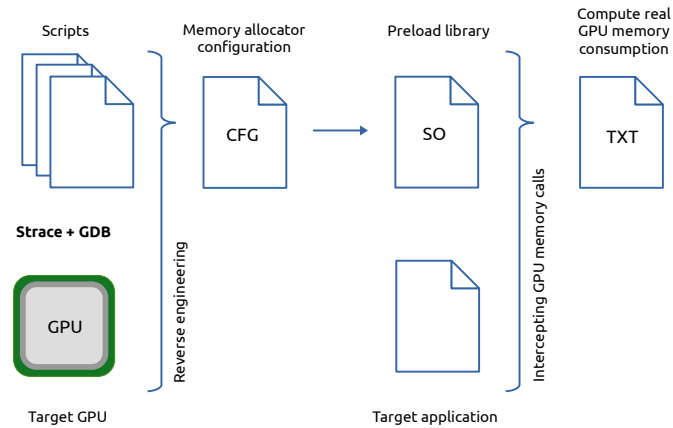 Scripts
Memory allocator
configuration
Preload library
Compute real
GPU memory
consumption
CFG
SO
TXT
Strace + GDB
GPU
Reverse engineering
Intercepting GPU memory calls
Target GPU
Target application